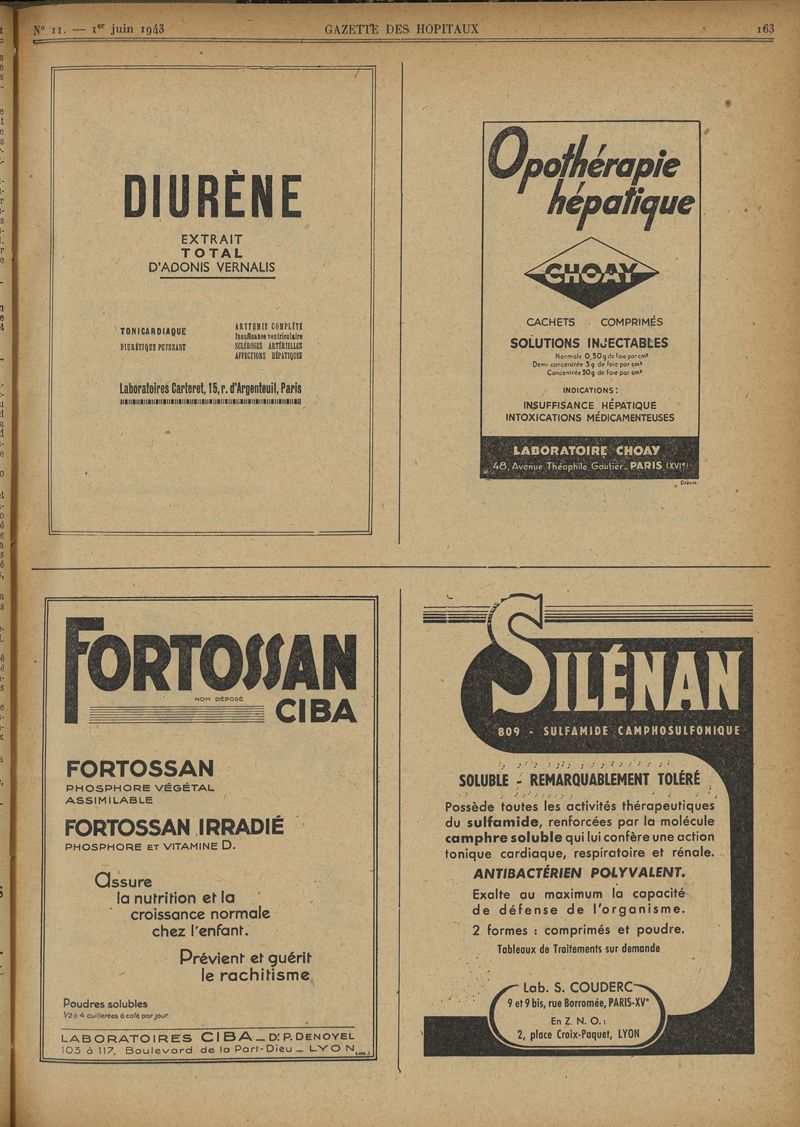 N° 11. — 1er juin 1943
GAZETTE DES HOPITAUX
163
DIURÈNE
EXTRAIT
TOTAL
D'ADONIS VERNALIS
TONICARDIAQUE
DIURÉTIQUE PUISSANT
ARYTHMIE COMPLÈTE
Insuffisance ventriculaire
SCLÉROSES ARTÉRIELLES
AFFECTIONS HÉPATIQUES
Laboratoires Carteret, 15, r. d'Argenteuil, Paris
Opothérapie
hépatique
CHOAY
CACHETS - COMPRIMÉS
SOLUTIONS INJECTABLES
Normale 0,30g de foie par cm³
Demi-concentrée 3g de foie par cm³
Concentrée 30g de foie par cm³
INDICATIONS:
INSUFFISANCE HÉPATIQUE
INTOXICATIONS MÉDICAMENTEUSES
LABORATOIRE CHOAY
48, Avenue Théophile Gautier_ PARIS (XVIe)
FORTOSSAN
NOM DÉPOSÉ
CIBA
FORTOSSAN
PHOSPHORE VÉGÉTAL
ASSIMILABLE
FORTOSSAN IRRADIÉ
PHOSPHORE ET VITAMINE D.
Assure
la nutrition et la
croissance normale
chez l'enfant.
Prévient et guérit
le rachitisme
Poudres solubles
1/2 à 4 cuillerées à café par jour
LABORATOIRES CIBA _ Dr. P. DENOYEL
103 à 117, Boulevard de la Part-Dieu _ LYON
SILÉNAN
809 - SULFAMIDE CAMPHOSULFONIQUE
SOLUBLE - REMARQUABLEMENT TOLÉRÉ
Possède toutes les activités thérapeutiques
du sulfamide, renforcées par la molécule
camphre soluble qui lui confère une action
tonique cardiaque, respiratoire et rénale.
ANTIBACTÉRIEN POLYVALENT.
Exalte au maximum la capacité
de défense de l'organisme.
2 formes : comprimés et poudre.
Tableaux de Traitements sur demande
Lab. S. COUDERC
9 et 9 bis, rue Borromée, PARIS-XVe
En Z. N. O. :
2, place Croix-Paquet, LYON